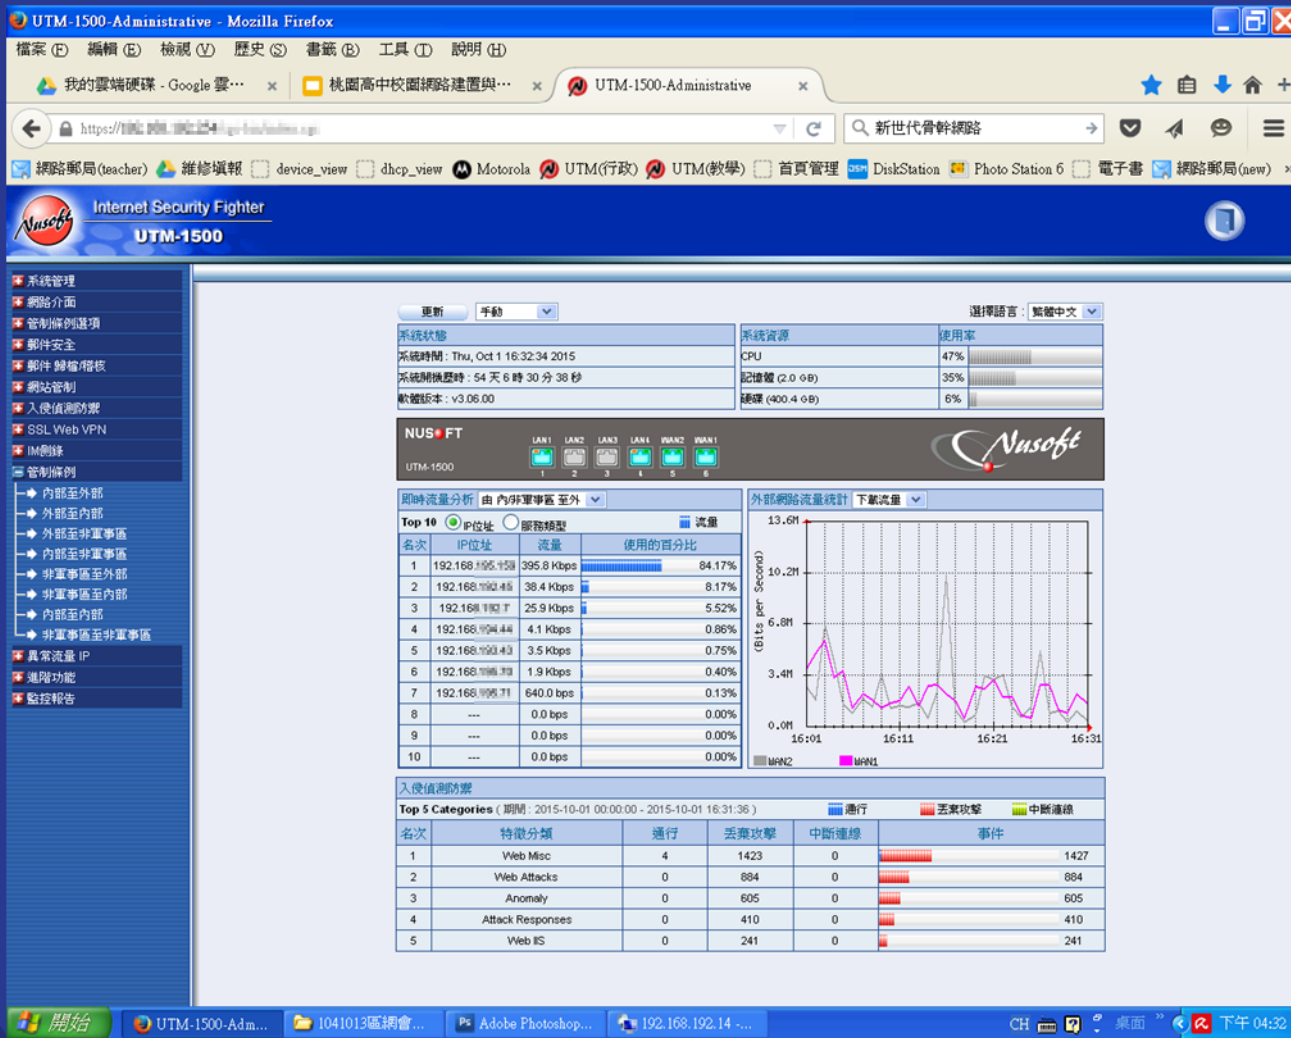 UTM-1500-Administrative - Mozilla Firefox
檔案 (F) 編輯 (E) 檢視 (V) 歷史 (S) 書籤 (B) 工具 (T) 說明 (H)
我的雲端硬碟 - Google 雲… × 桃園高中校園網路建置與… × UTM-1500-Administrative ×
https:// 新世代骨幹網路
網路郵局(teacher) 維修填報 device_view dhcp_view Motorola UTM(行政) UTM(教學) 首頁管理 DSM DiskStation Photo Station 6 電子書 網路郵局(new) »
Nusoft Internet Security Fighter
UTM-1500
系統管理
網路介面
管制條例選項
郵件安全
郵件 歸檔/稽核
網站管制
入侵偵測防禦
SSL Web VPN
IM側錄
管制條例
內部至外部
外部至內部
外部至非軍事區
內部至非軍事區
非軍事區至外部
非軍事區至內部
內部至內部
非軍事區至非軍事區
異常流量 IP
進階功能
監控報告
更新 手動 選擇語言 : 繁體中文
系統狀態 系統資源 使用率
系統時間 : Thu, Oct 1 16:32:34 2015 CPU 47%
系統開機歷時 : 54 天 6 時 30 分 38 秒 記憶體 (2.0 GB) 35%
軟體版本 : v3.06.00 硬碟 (400.4 GB) 6%
NUSOFT LAN1 LAN2 LAN3 LAN4 WAN2 WAN1 Nusoft
UTM-1500 1 2 3 4 5 6
即時流量分析 由 內/非軍事區 至外 外部網路流量統計 下載流量
Top 10 IP位址 服務類型 流量
名次 IP位址 流量 使用的百分比
1 192.168. 395.8 Kbps 84.17%
2 192.168. 38.4 Kbps 8.17%
3 192.168. 25.9 Kbps 5.52%
4 192.168. 4.1 Kbps 0.86%
5 192.168. 3.5 Kbps 0.75%
6 192.168. 1.9 Kbps 0.40%
7 192.168. 640.0 bps 0.13%
8 --- 0.0 bps 0.00%
9 --- 0.0 bps 0.00%
10 --- 0.0 bps 0.00%
(Bits per Second)
13.6M
10.2M
6.8M
3.4M
0.0M
16:01 16:11 16:21 16:31
WAN2 WAN1
入侵偵測防禦
Top 5 Categories ( 期間 : 2015-10-01 00:00:00 - 2015-10-01 16:31:36 ) 通行 丟棄攻擊 中斷連線
名次 特徵分類 通行 丟棄攻擊 中斷連線 事件
1 Web Misc 4 1423 0 1427
2 Web Attacks 0 884 0 884
3 Anomaly 0 605 0 605
4 Attack Responses 0 410 0 410
5 Web IIS 0 241 0 241
開始 UTM-1500-Adm... 1041013區網會... Ps Adobe Photoshop... 192.168.192.14 -... CH 桌面 » 下午 04:32